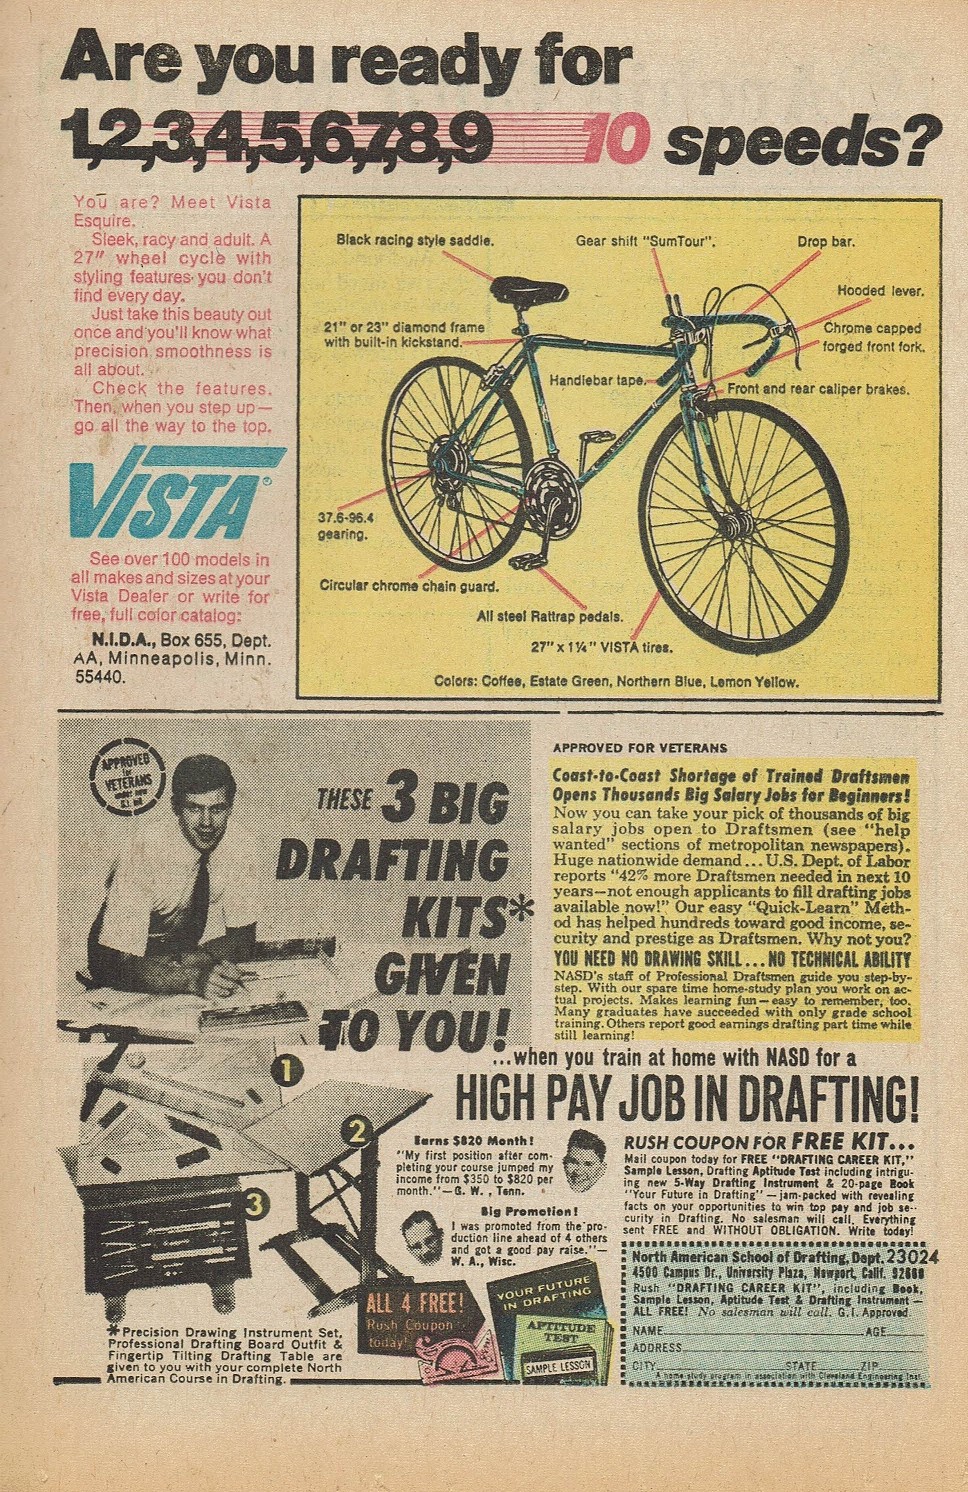 Are you ready for
1,2,3,4,5,6,7,8,9 10 speeds?
You are? Meet Vista
Esquire.
Sleek, racy and adult. A
27" wheel cycle with
styling features you don't
find every day.
Just take this beauty out
once and you'll know what
precision smoothness is
all about.
Check the features.
Then, when you step up—
go all the way to the top.
VISTA®
See over 100 models in
all makes and sizes at your
Vista Dealer or write for
free, full color catalog:
N.I.D.A., Box 655, Dept.
AA, Minneapolis, Minn.
55440.
Black racing style saddle.
Gear shift "SumTour".
Drop bar.
Hooded lever.
21" or 23" diamond frame
with built-in kickstand.
Chrome capped
forged front fork.
Handlebar tape.
Front and rear caliper brakes.
37.6-96.4
gearing.
Circular chrome chain guard.
All steel Rattrap pedals.
27" x 1¼" VISTA tires.
Colors: Coffee, Estate Green, Northern Blue, Lemon Yellow.
APPROVED
for
VETERANS
under new
G.I. bill
THESE 3 BIG
DRAFTING
KITS*
GIVEN
TO YOU!
APPROVED FOR VETERANS
Coast-to-Coast Shortage of Trained Draftsmen
Opens Thousands Big Salary Jobs for Beginners!
Now you can take your pick of thousands of big
salary jobs open to Draftsmen (see "help
wanted" sections of metropolitan newspapers).
Huge nationwide demand...U.S. Dept. of Labor
reports "42% more Draftsmen needed in next 10
years—not enough applicants to fill drafting jobs
available now!" Our easy "Quick-Learn" Meth-
od has helped hundreds toward good income, se-
curity and prestige as Draftsmen. Why not you?
YOU NEED NO DRAWING SKILL...NO TECHNICAL ABILITY
NASD's staff of Professional Draftsmen guide you step-by-
step. With our spare time home-study plan you work on ac-
tual projects. Makes learning fun—easy to remember, too.
Many graduates have succeeded with only grade school
training. Others report good earnings drafting part time while
still learning!
...when you train at home with NASD for a
HIGH PAY JOB IN DRAFTING!
1
2
3
Earns $820 Month!
"My first position after com-
pleting your course jumped my
income from $350 to $820 per
month."—G. W., Tenn.
Big Promotion!
I was promoted from the pro-
duction line ahead of 4 others
and got a good pay raise."—
W. A., Wisc.
RUSH COUPON FOR FREE KIT...
Mail coupon today for FREE "DRAFTING CAREER KIT,"
Sample Lesson, Drafting Aptitude Test including intrigu-
ing new 5-Way Drafting Instrument & 20-page Book
"Your Future in Drafting"—jam-packed with revealing
facts on your opportunities to win top pay and job se-
curity in Drafting. No salesman will call. Everything
sent FREE and WITHOUT OBLIGATION. Write today!
ALL 4 FREE!
Rush Coupon
today!
YOUR FUTURE
IN DRAFTING
APTITUDE
TEST
SAMPLE LESSON
*Precision Drawing Instrument Set,
Professional Drafting Board Outfit &
Fingertip Tilting Drafting Table are
given to you with your complete North
American Course in Drafting.
North American School of Drafting, Dept. 23024
4500 Campus Dr., University Plaza, Newport, Calif. 92660
Rush "DRAFTING CAREER KIT", including Book,
Sample Lesson, Aptitude Test & Drafting Instrument—
ALL FREE! No salesman will call. G.I. Approved
NAME AGE
ADDRESS
CITY STATE ZIP
A home study program in association with Cleveland Engineering Inst.